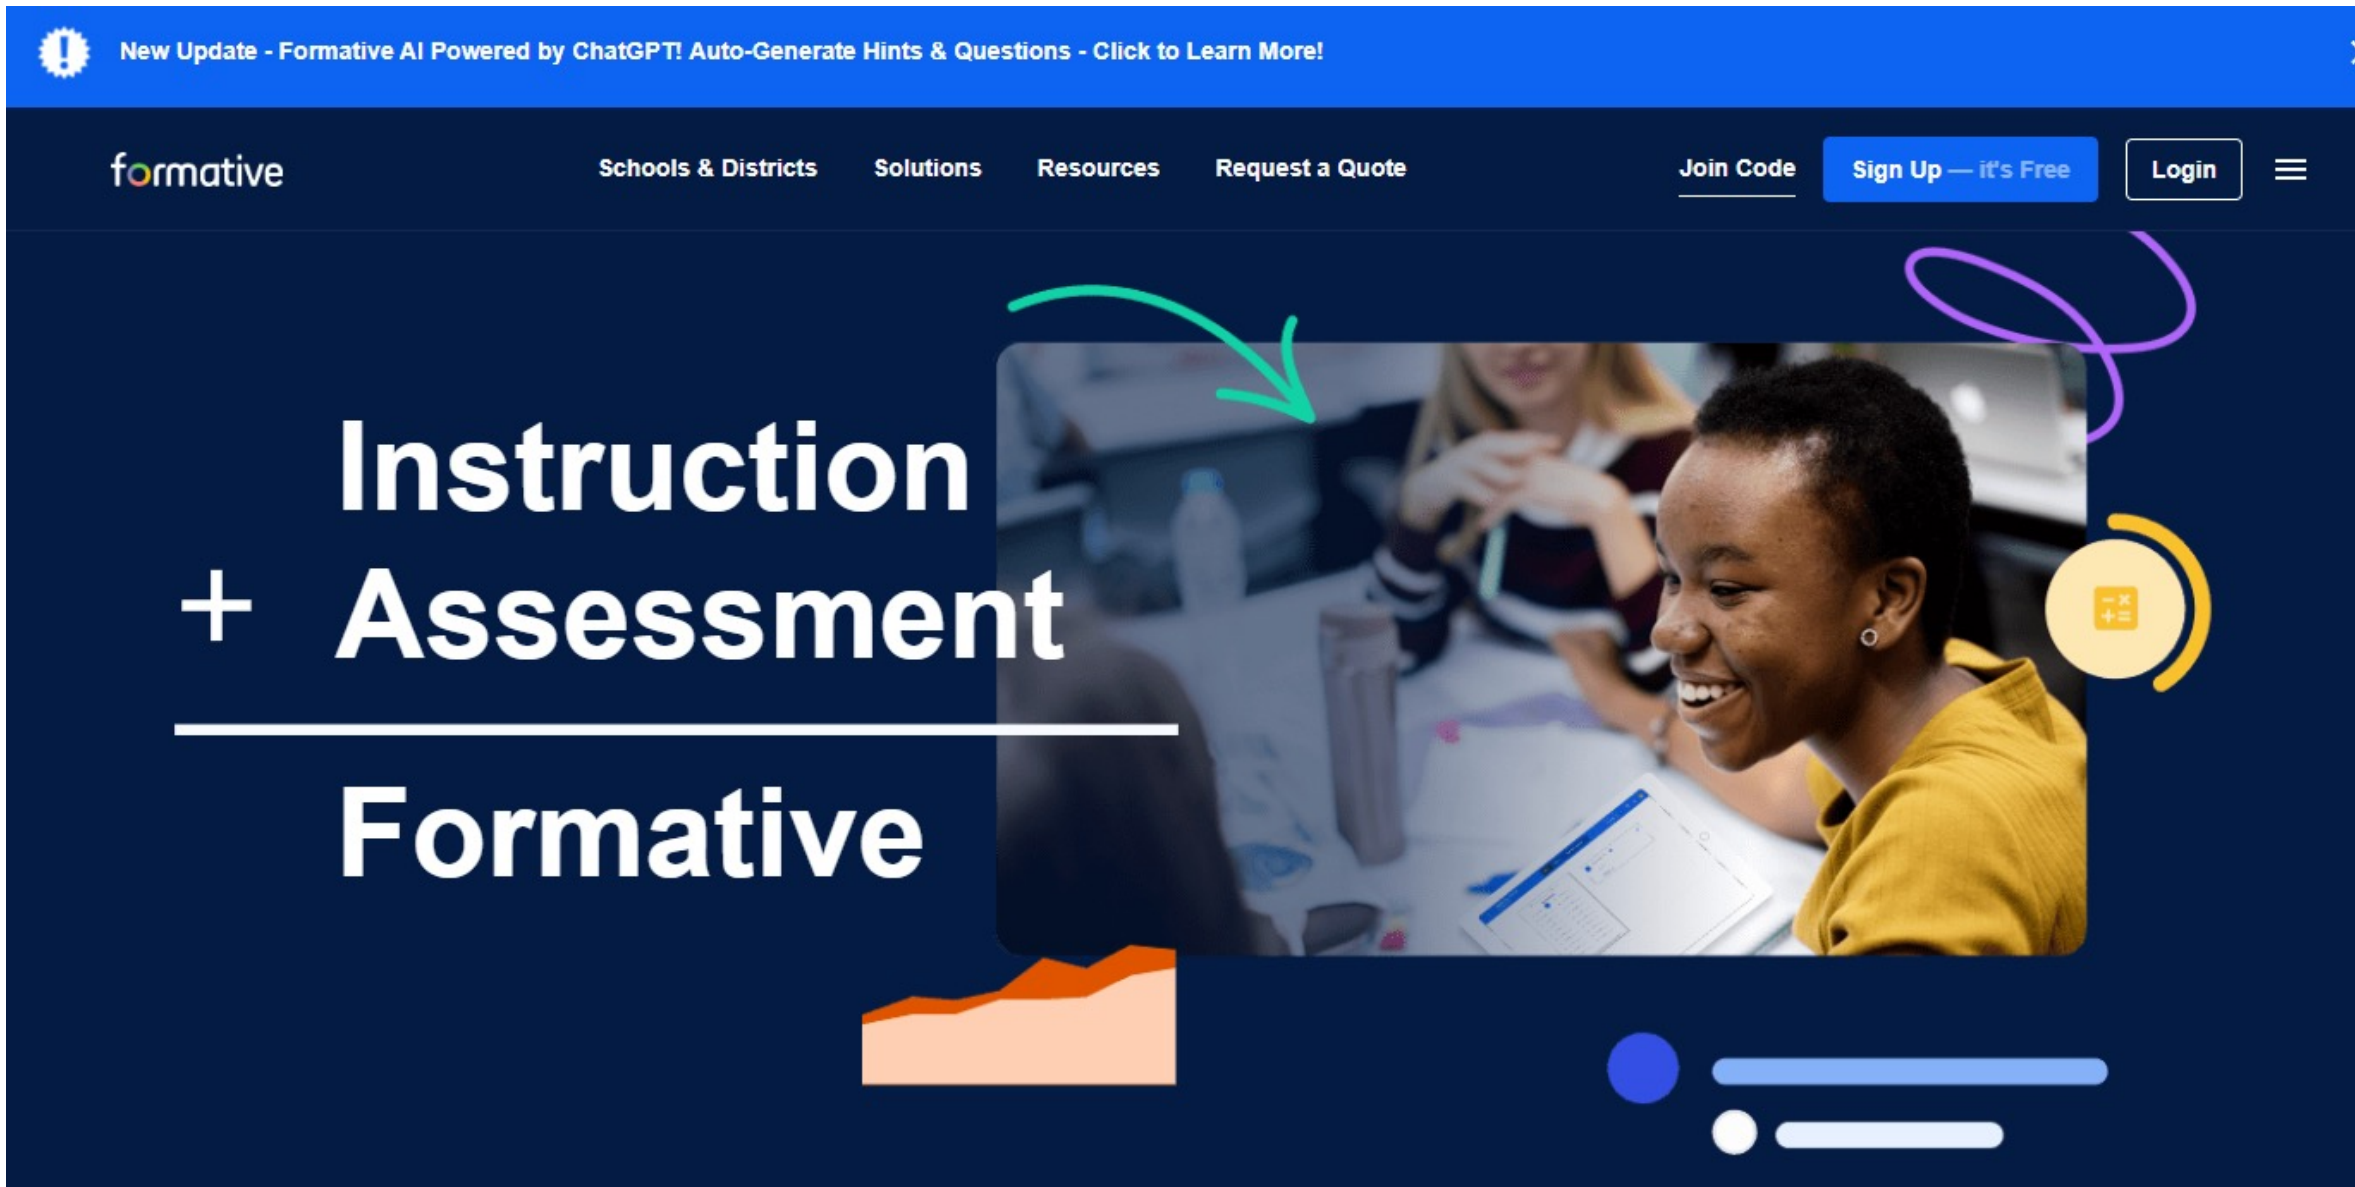 New Update - Formative AI Powered by ChatGPT! Auto-Generate Hints & Questions - Click to Learn More!
formative
Schools & Districts
Solutions
Resources
Request a Quote
Join Code
Sign Up — it's Free
Login
Instruction
+ Assessment
Formative